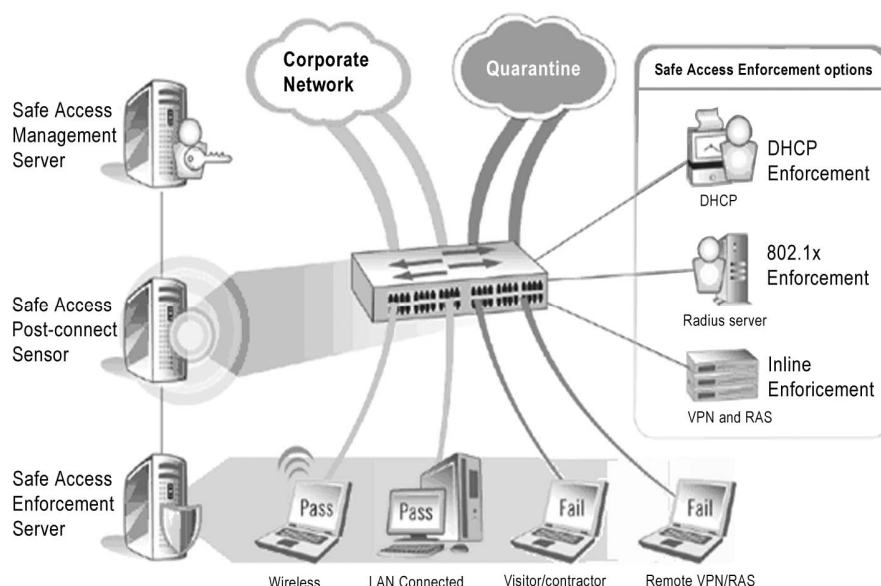 Corporate
Network
Quarantine
Safe Access Enforcement options
Safe Access
Management
Server
DHCP
Enforcement
DHCP
802.1x
Enforcement
Radius server
Safe Access
Post-connect
Sensor
Inline
Enforicement
VPN and RAS
Safe Access
Enforcement
Server
Pass
Pass
Fail
Fail
Wireless
LAN Connected
Visitor/contractor
Remote VPN/RAS